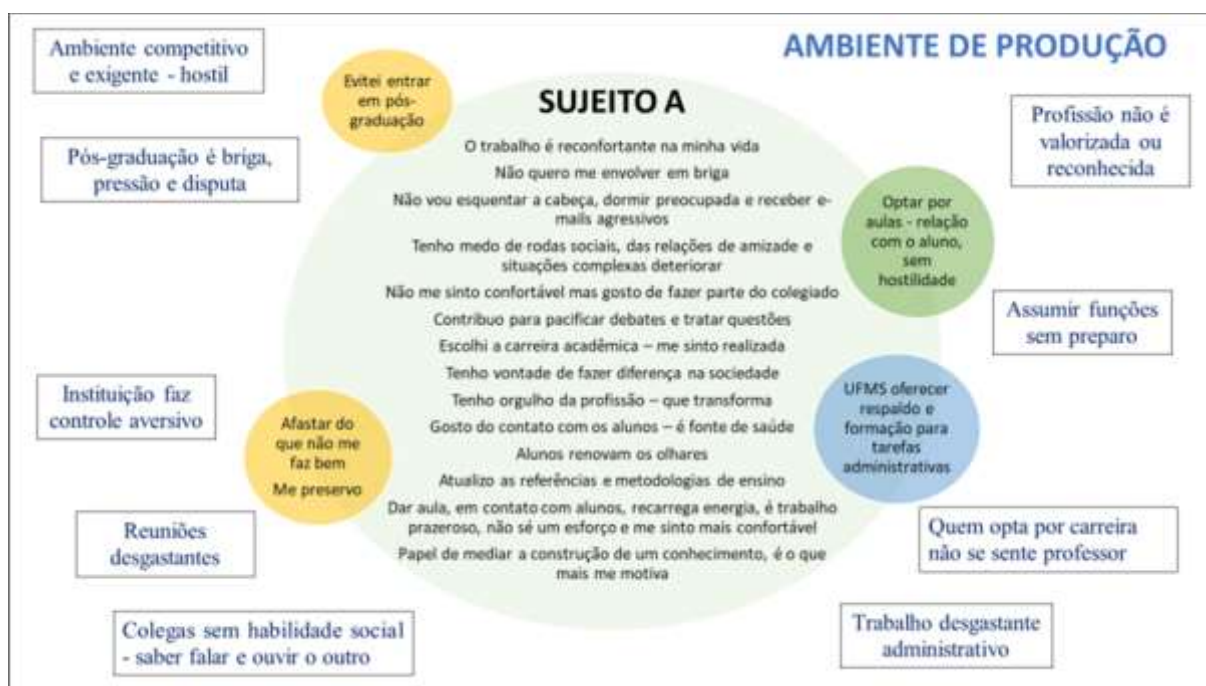 AMBIENTE DE PRODUÇÃO
Ambiente competitivo
e exigente - hostil
Pós-graduação é briga,
pressão e disputa
Instituição faz
controle aversivo
Reuniões
desgastantes
Colegas sem habilidade social
- saber falar e ouvir o outro
Evitei entrar
em pós-
graduação
Afastar do
que não me
faz bem
Me preservo
SUJEITO A
O trabalho é reconfortante na minha vida
Não quero me envolver em briga
Não vou esquentar a cabeça, dormir preocupada e receber e-
mails agressivos
Tenho medo de rodas sociais, das relações de amizade e
situações complexas deteriorar
Não me sinto confortável mas gosto de fazer parte do colegiado
Contribuo para pacificar debates e tratar questões
Escolhi a carreira acadêmica – me sinto realizada
Tenho vontade de fazer diferença na sociedade
Tenho orgulho da profissão – que transforma
Gosto do contato com os alunos – é fonte de saúde
Alunos renovam os olhares
Atualizo as referências e metodologias de ensino
Dar aula, em contato com alunos, recarrega energia, é trabalho
prazeroso, não sé um esforço e me sinto mais confortável
Papel de mediar a construção de um conhecimento, é o que
mais me motiva
Optar por
aulas - relação
com o aluno,
sem
hostilidade
UFMS oferecer
respaldo e
formação para
tarefas
administrativas
Profissão não é
valorizada ou
reconhecida
Assumir funções
sem preparo
Quem opta por carreira
não se sente professor
Trabalho desgastante
administrativo